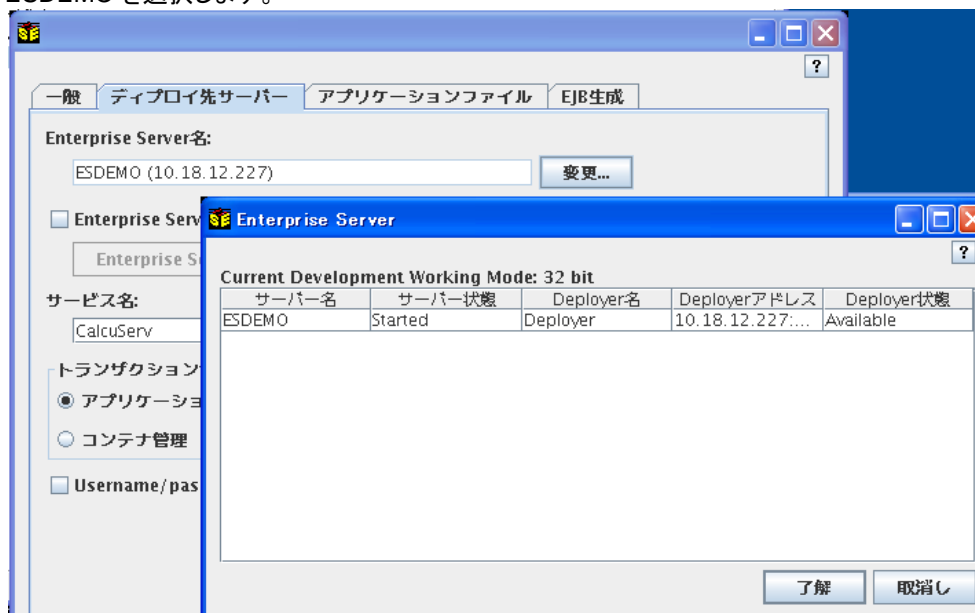 ESDEMO を選択します。
?
一般 ディプロイ先サーバー アプリケーションファイル EJB生成
Enterprise Server名:
ESDEMO (10.18.12.227) 変更...
Enterprise Serv
Enterprise S
サービス名:
CalcuServ
トランザクション
アプリケーショ
コンテナ管理
Username/pas
Enterprise Server
?
Current Development Working Mode: 32 bit
サーバー名 サーバー状態 Deployer名 Deployerアドレス Deployer状態
ESDEMO Started Deployer 10.18.12.227:... Available
了解 取消し